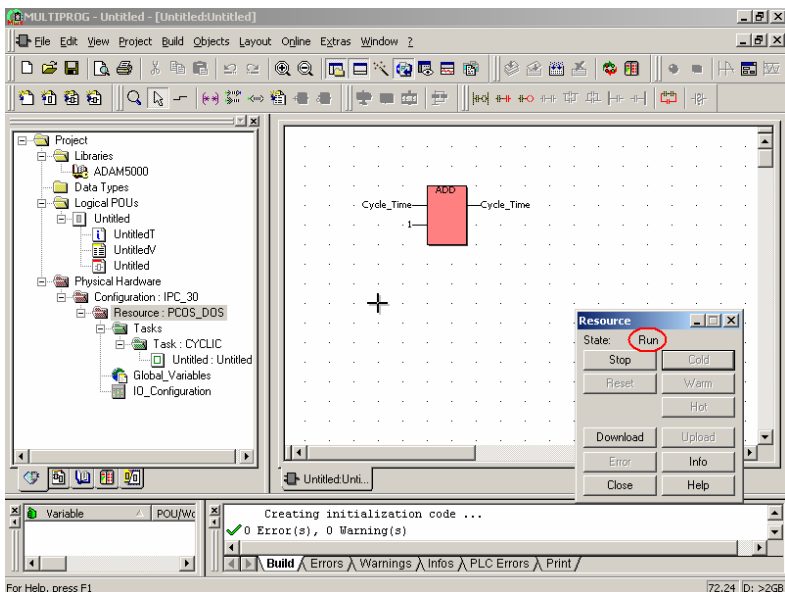 MULTIPROG - Untitled - [Untitled:Untitled]
File Edit View Project Build Objects Layout Online Extras Window ?
Project
Libraries
ADAM5000
Data Types
Logical POUs
Untitled
UntitledT
UntitledV
Untitled
Physical Hardware
Configuration : IPC_30
Resource : PCOS_DOS
Tasks
Task : CYCLIC
Untitled : Untitled
Global_Variables
IO_Configuration
ADD
Cycle_Time
Cycle_Time
1
Untitled:Unti...
Resource
State: Run
Stop Cold
Reset Warm
Hot
Download Upload
Error Info
Close Help
Variable POU/Wo
Creating initialization code ...
0 Error(s), 0 Warning(s)
Build Errors Warnings Infos PLC Errors Print
For Help, press F1
72.24 D: >2GB